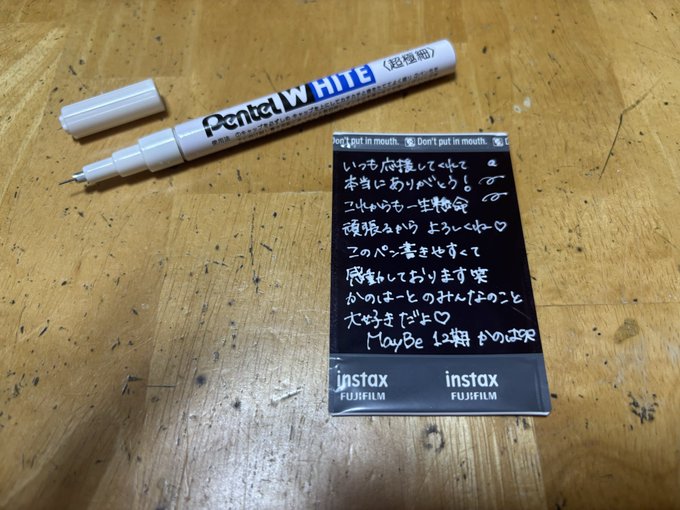 Pentel WHITE 〈超極細〉
Don't put in mouth. Don't put in mouth.
いつも応援してくれて
本当にありがとう!
これからも一生懸命
頑張るから よろしくね♡
このペン書きやすくて
感動しております笑
かのはーとのみんなのこと
大好きだよ♡
MayBe 12期 かのは
instax instax
FUJIFILM FUJIFILM